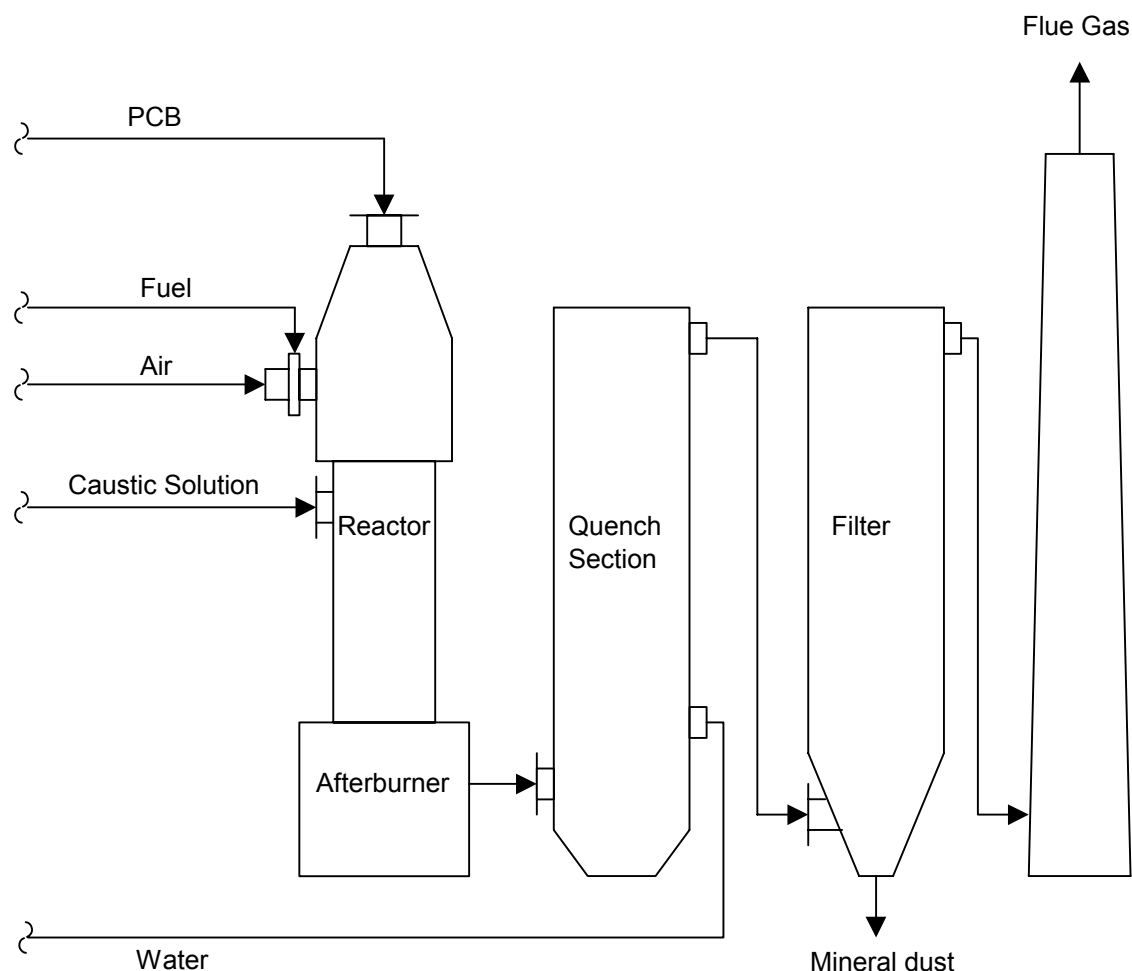 Flue Gas
PCB
Fuel
Air
Caustic Solution
Reactor
Quench
Section
Filter
Afterburner
Water
Mineral dust